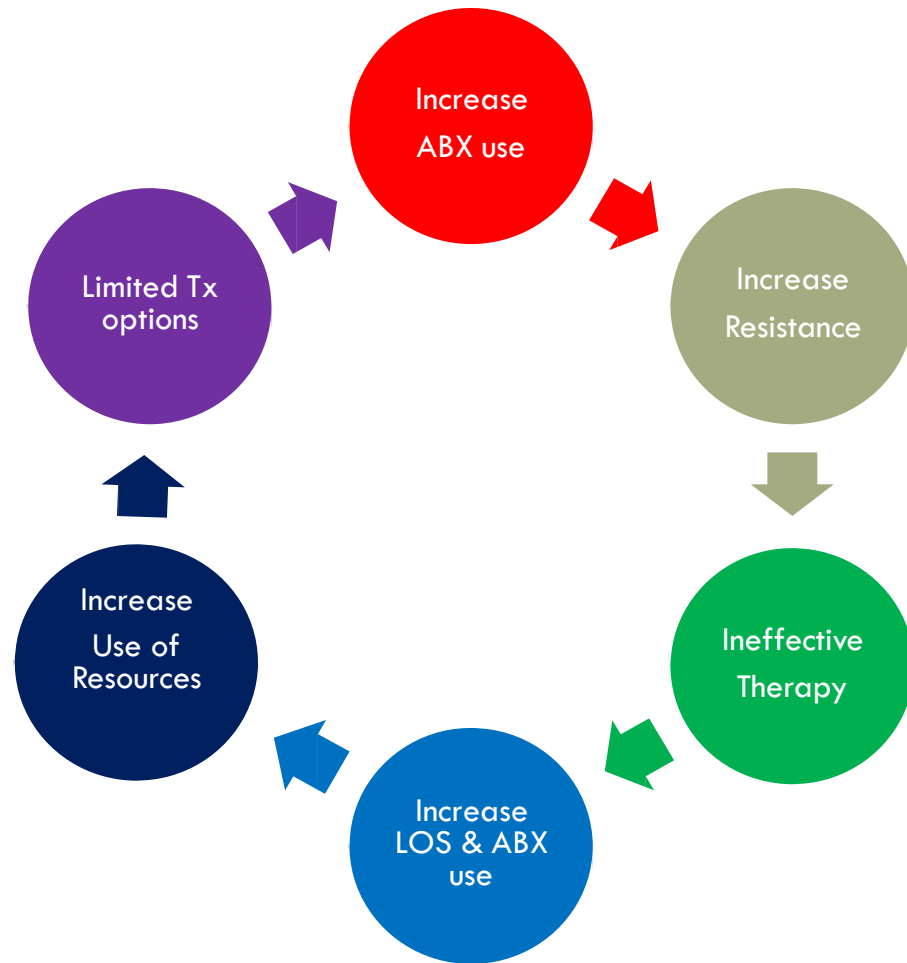 Increase
ABX use
Increase
Resistance
Ineffective
Therapy
Increase
LOS & ABX
use
Increase
Use of
Resources
Limited Tx
options